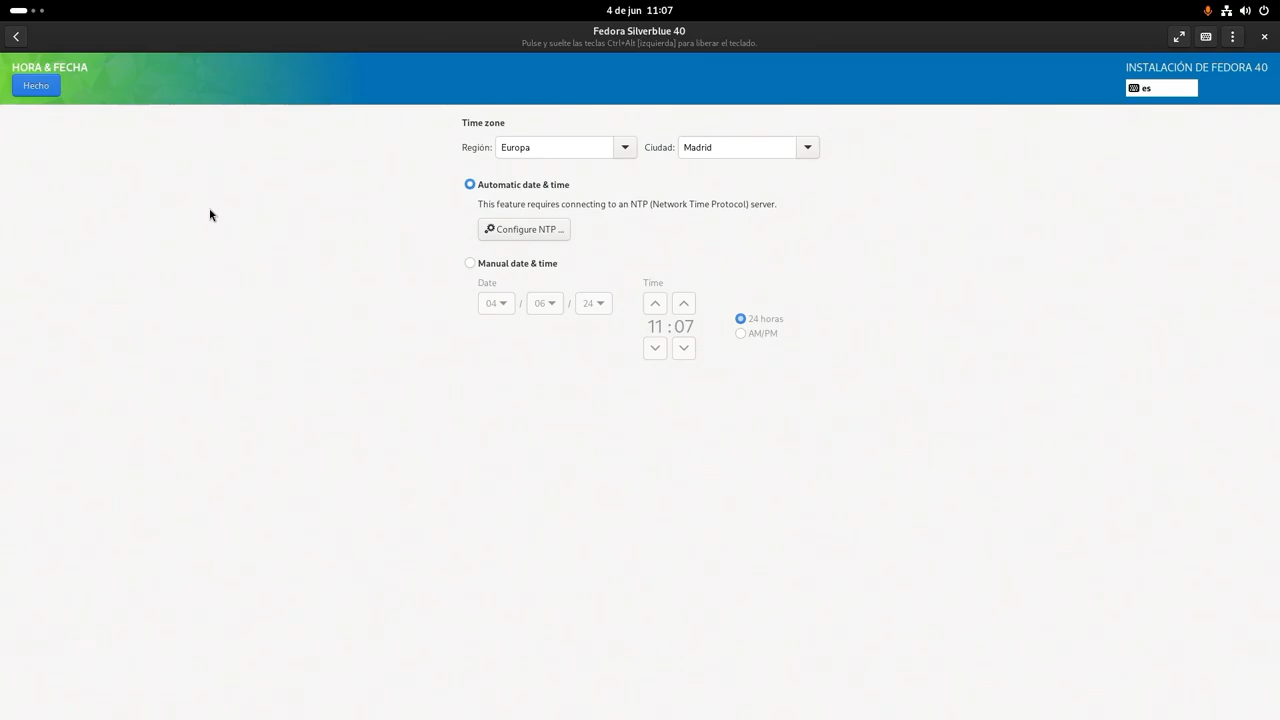 4 de jun 11:07
Fedora Silverblue 40
Pulse y suelte las teclas Ctrl+Alt [izquierda] para liberar el teclado.
HORA & FECHA
INSTALACIÓN DE FEDORA 40
Hecho
es
Time zone
Región: Europa Ciudad: Madrid
Automatic date & time
This feature requires connecting to an NTP (Network Time Protocol) server.
Configure NTP ...
Manual date & time
Date Time
04 / 06 / 24
11 : 07
24 horas
AM/PM